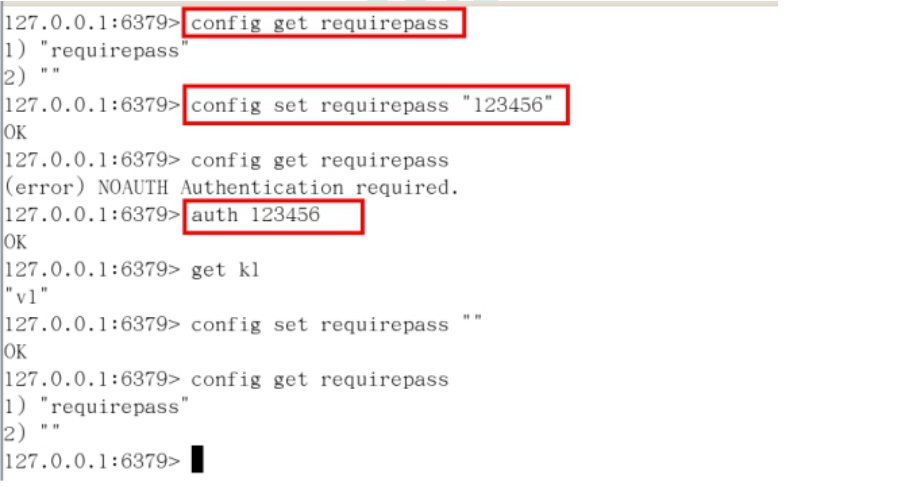 127.0.0.1:6379> config get requirepass
1) "requirepass"
2) ""
127.0.0.1:6379> config set requirepass "123456"
OK
127.0.0.1:6379> config get requirepass
(error) NOAUTH Authentication required.
127.0.0.1:6379> auth 123456
OK
127.0.0.1:6379> get k1
"v1"
127.0.0.1:6379> config set requirepass ""
OK
127.0.0.1:6379> config get requirepass
1) "requirepass"
2) ""
127.0.0.1:6379>